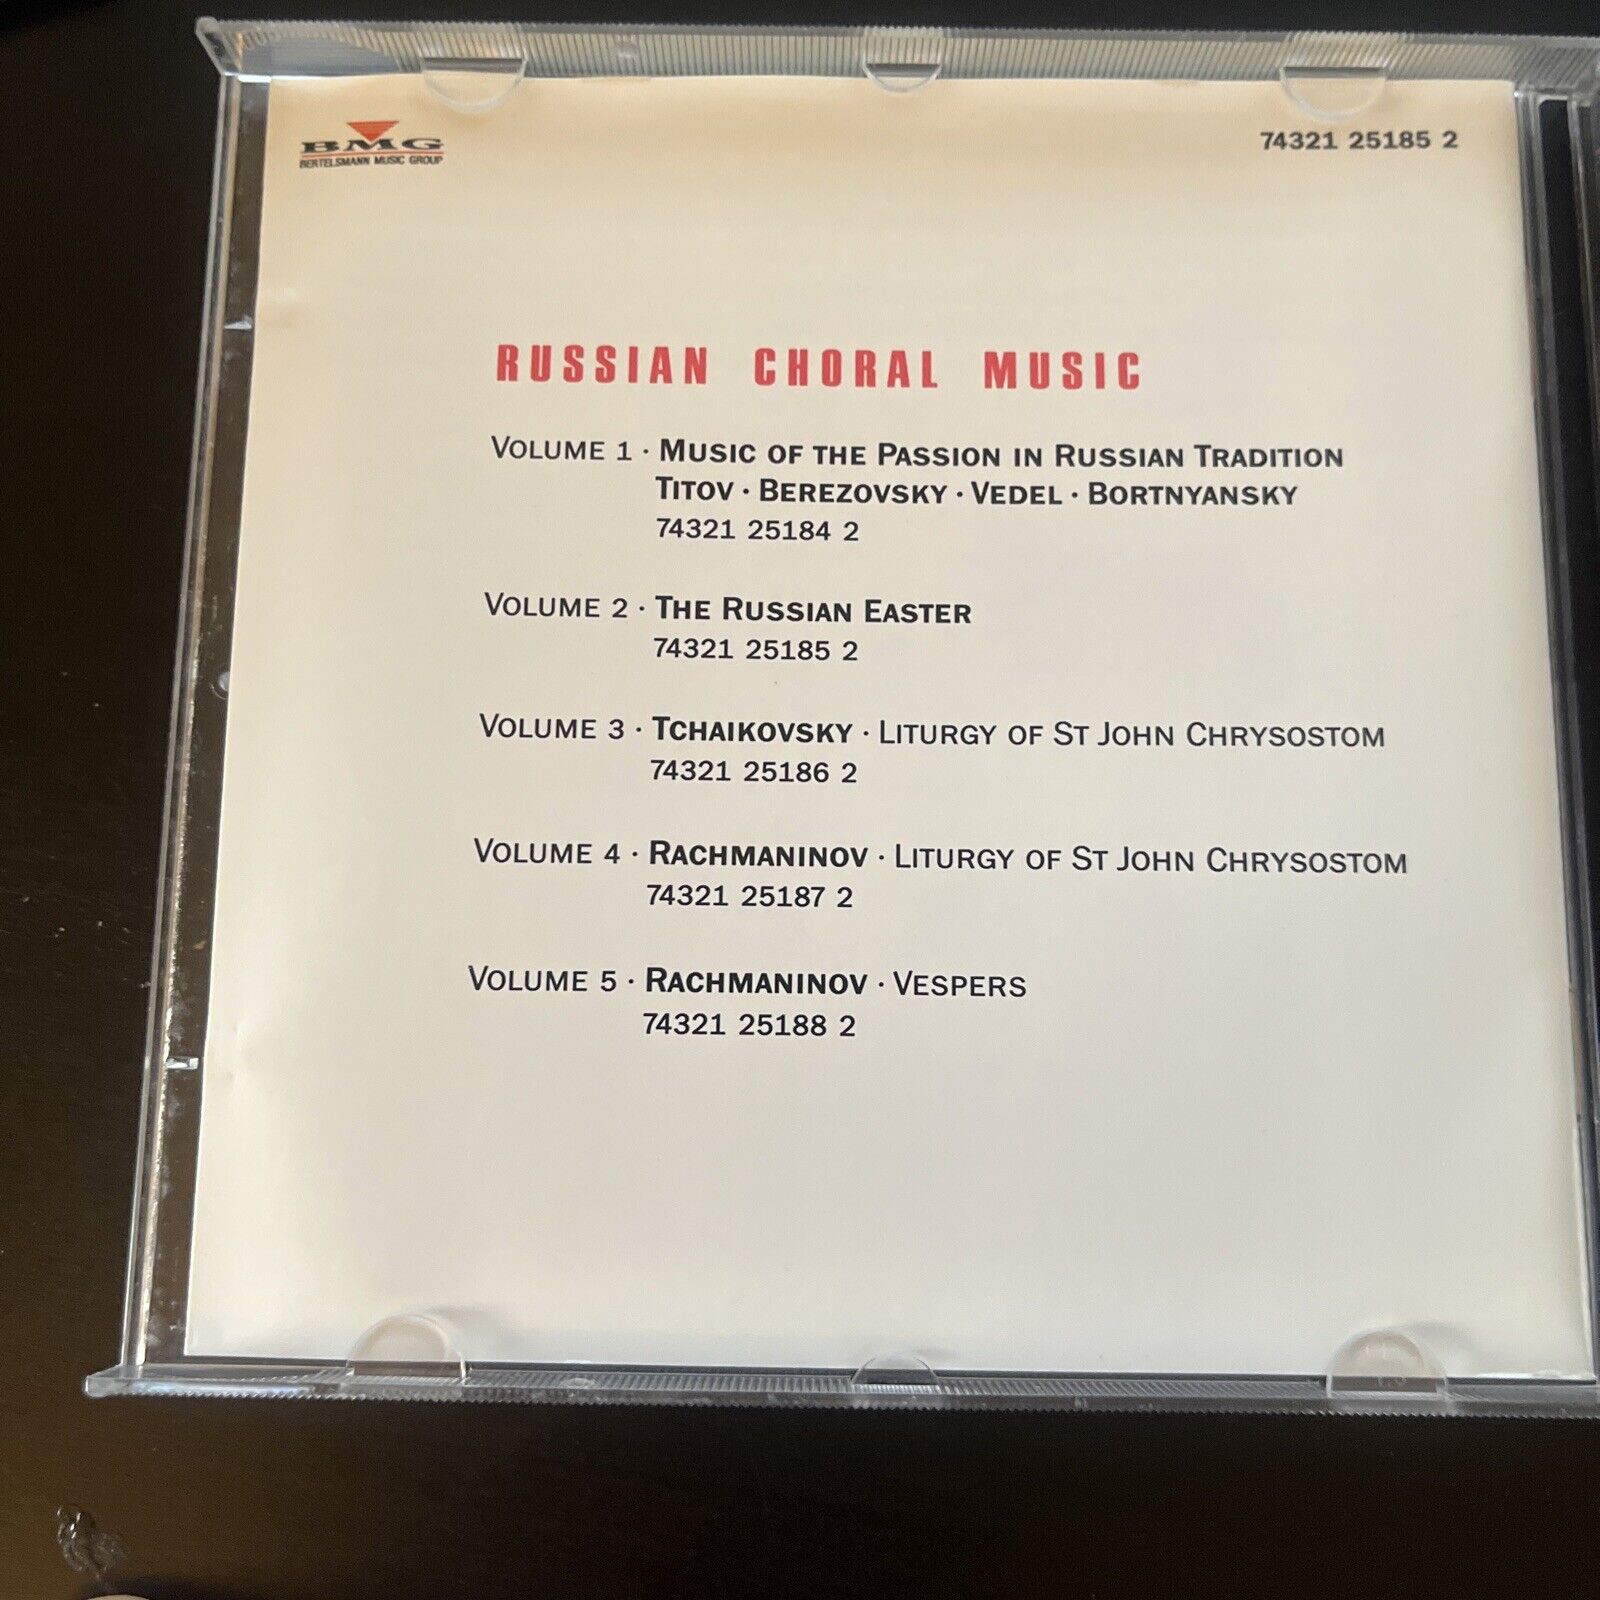 BMG
BERTELSMANN MUSIC GROUP
74321 25185 2
RUSSIAN CHORAL MUSIC
VOLUME 1 · MUSIC OF THE PASSION IN RUSSIAN TRADITION
TITOV · BEREZOVSKY · VEDEL · BORTNYANSKY
74321 25184 2
VOLUME 2 · THE RUSSIAN EASTER
74321 25185 2
VOLUME 3 · TCHAIKOVSKY · LITURGY OF ST JOHN CHRYSOSTOM
74321 25186 2
VOLUME 4 · RACHMANINOV · LITURGY OF ST JOHN CHRYSOSTOM
74321 25187 2
VOLUME 5 · RACHMANINOV · VESPERS
74321 25188 2